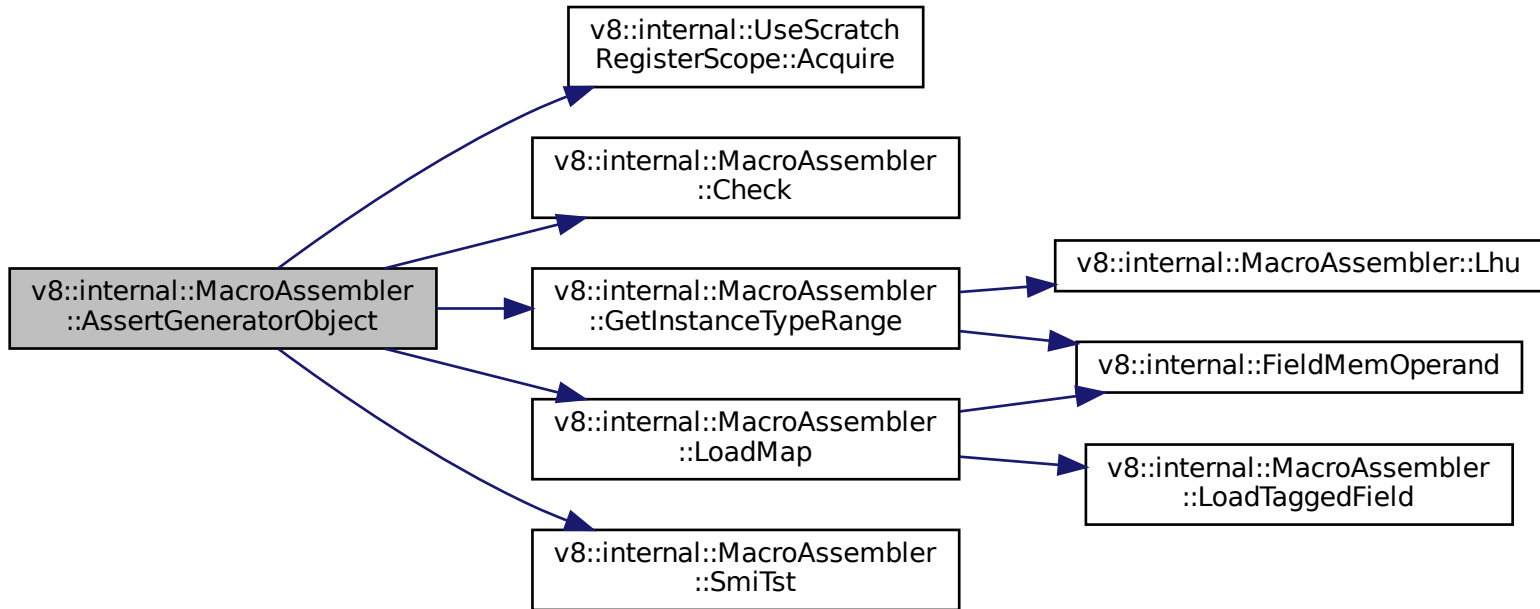 v8::internal::UseScratch
RegisterScope::Acquire
v8::internal::MacroAssembler
::Check
v8::internal::MacroAssembler
::AssertGeneratorObject
v8::internal::MacroAssembler
::GetInstanceTypeRange
v8::internal::MacroAssembler::Lhu
v8::internal::FieldMemOperand
v8::internal::MacroAssembler
::LoadMap
v8::internal::MacroAssembler
::LoadTaggedField
v8::internal::MacroAssembler
::SmiTst